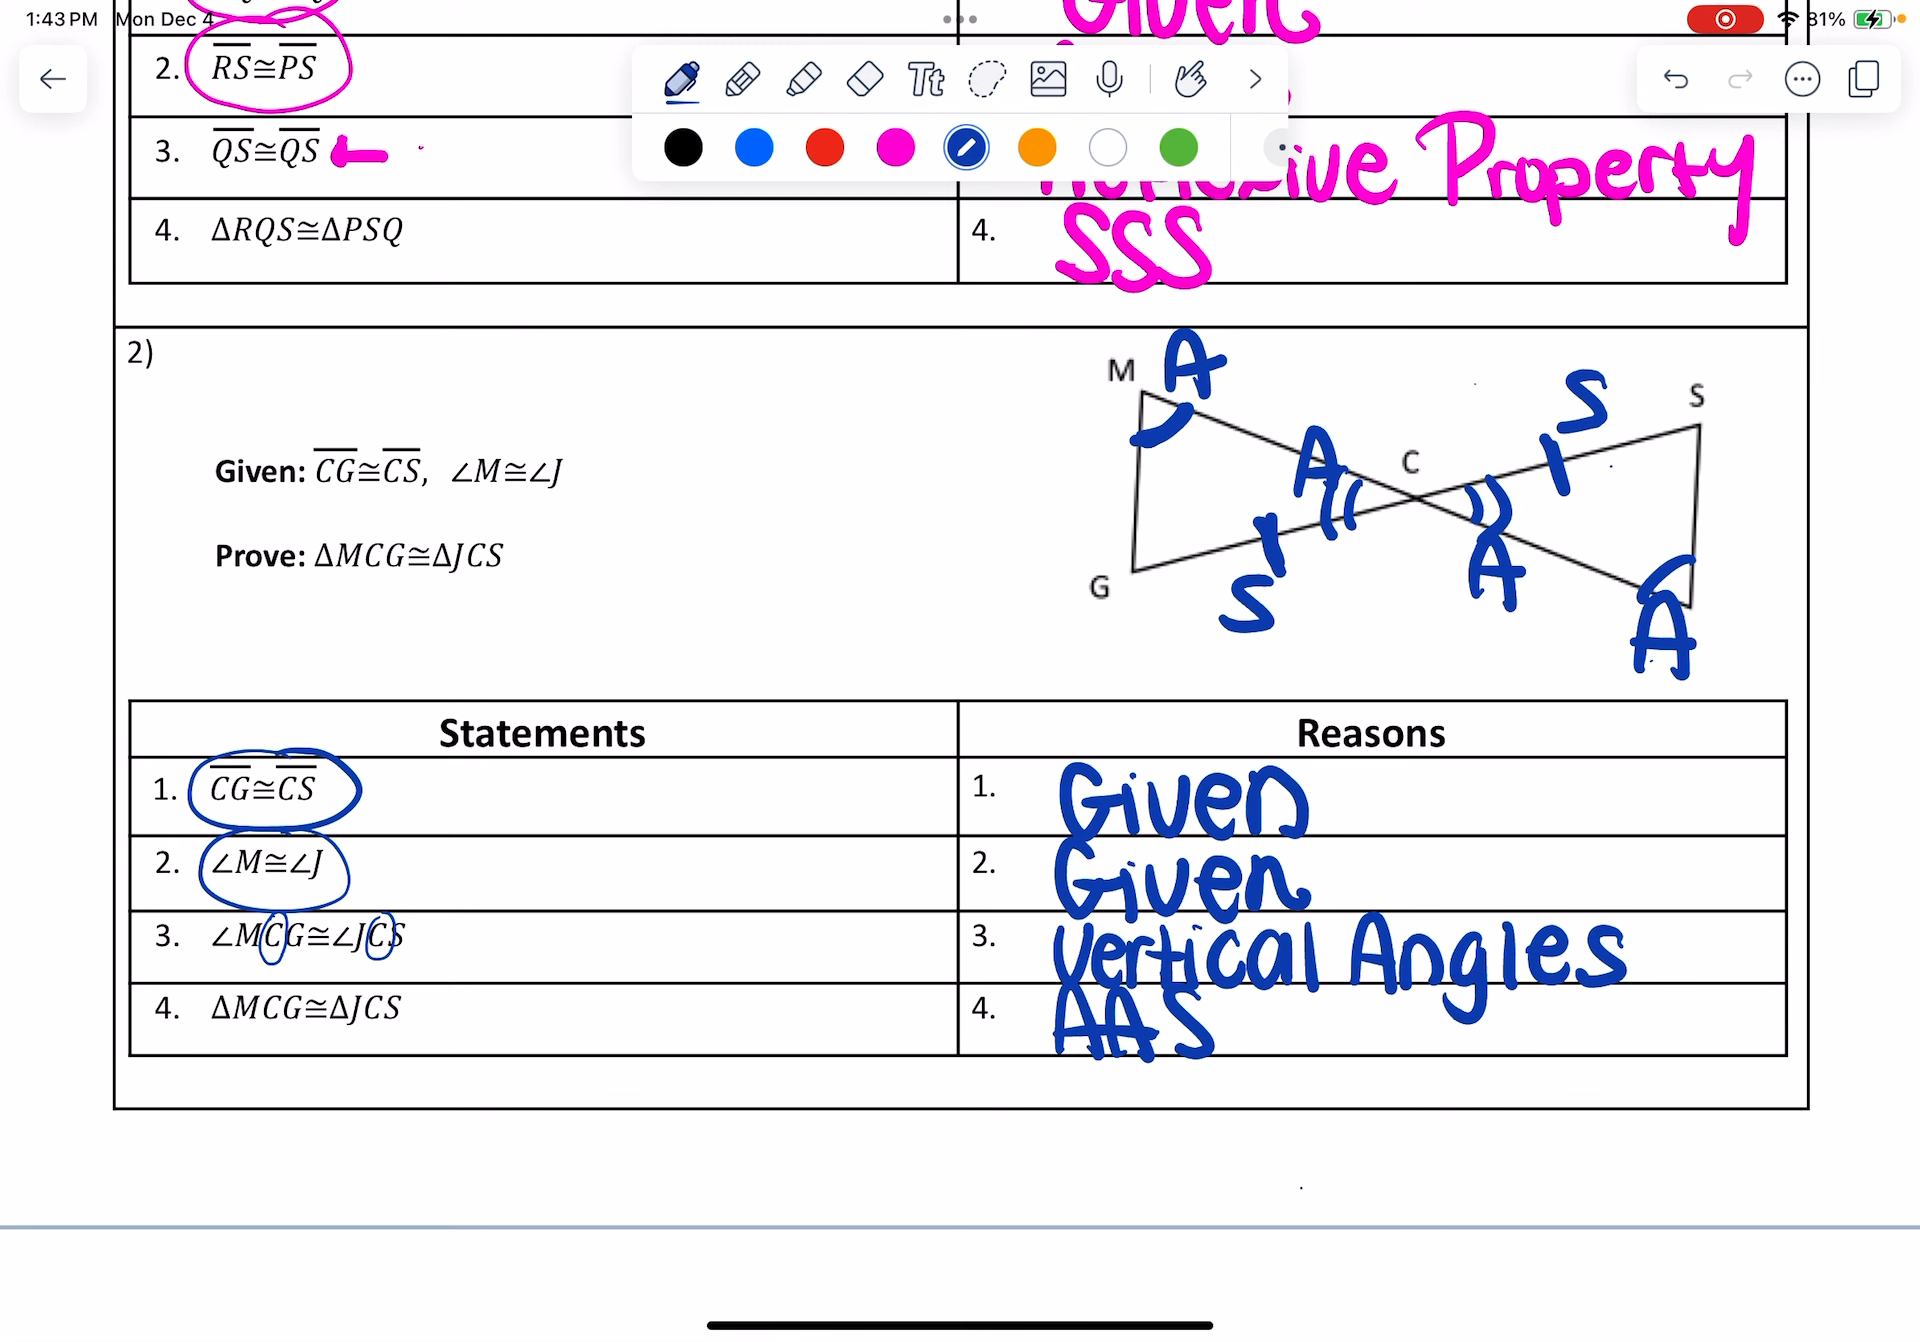 1:43 PM Mon Dec 4
81%
Given
2. RS≅PS
Tt
3. QS≅QS
Property
4. ΔRQS≅ΔPSQ
4. SSS
2)
M A
S
S
Given: CG≅CS, ∠M≅∠J
A
C
Prove: ΔMCG≅ΔJCS
A
G
S
A
Statements
Reasons
1. CG≅CS
1. Given
2. ∠M≅∠J
2. Given
3. ∠MCG≅∠JCS
3. Vertical Angles
4. ΔMCG≅ΔJCS
4. AAS